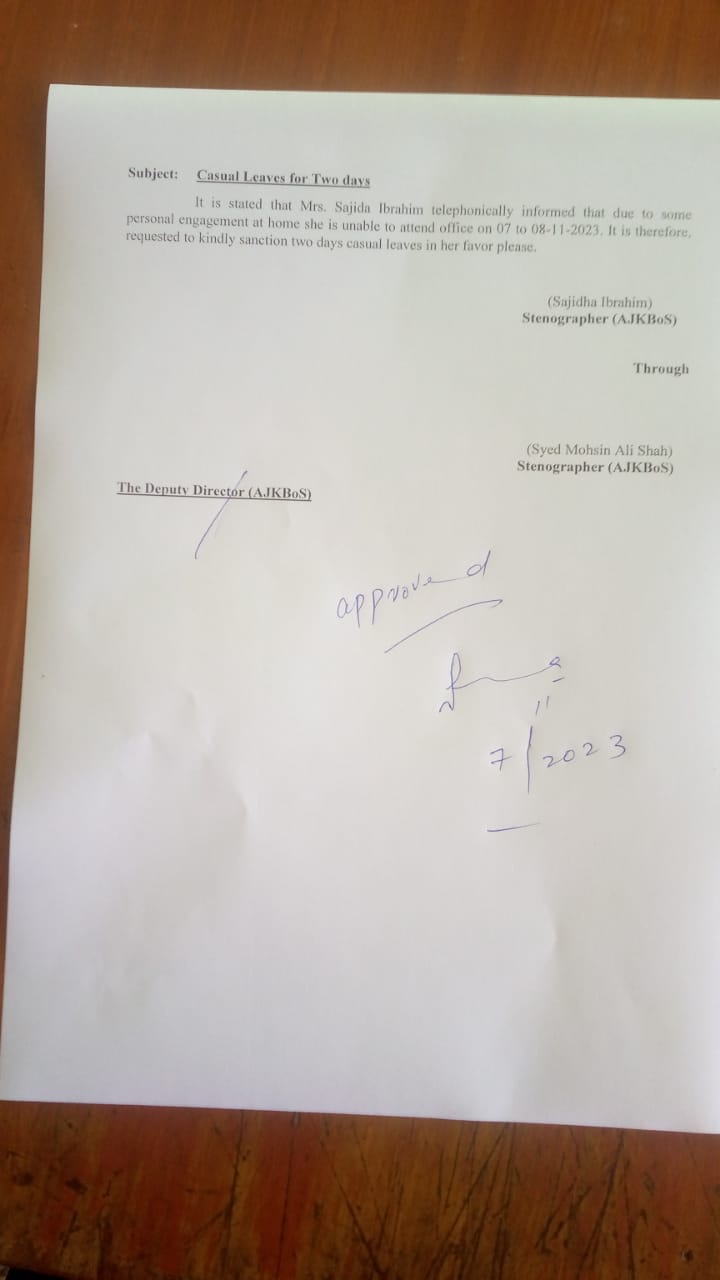 Subject: Casual Leaves for Two days
It is stated that Mrs. Sajida Ibrahim telephonically informed that due to some
personal engagement at home she is unable to attend office on 07 to 08-11-2023. It is therefore,
requested to kindly sanction two days casual leaves in her favor please.
(Sajidha Ibrahim)
Stenographer (AJKBoS)
Through
(Syed Mohsin Ali Shah)
Stenographer (AJKBoS)
The Deputy Director (AJKBoS)
approved
11
7/2023